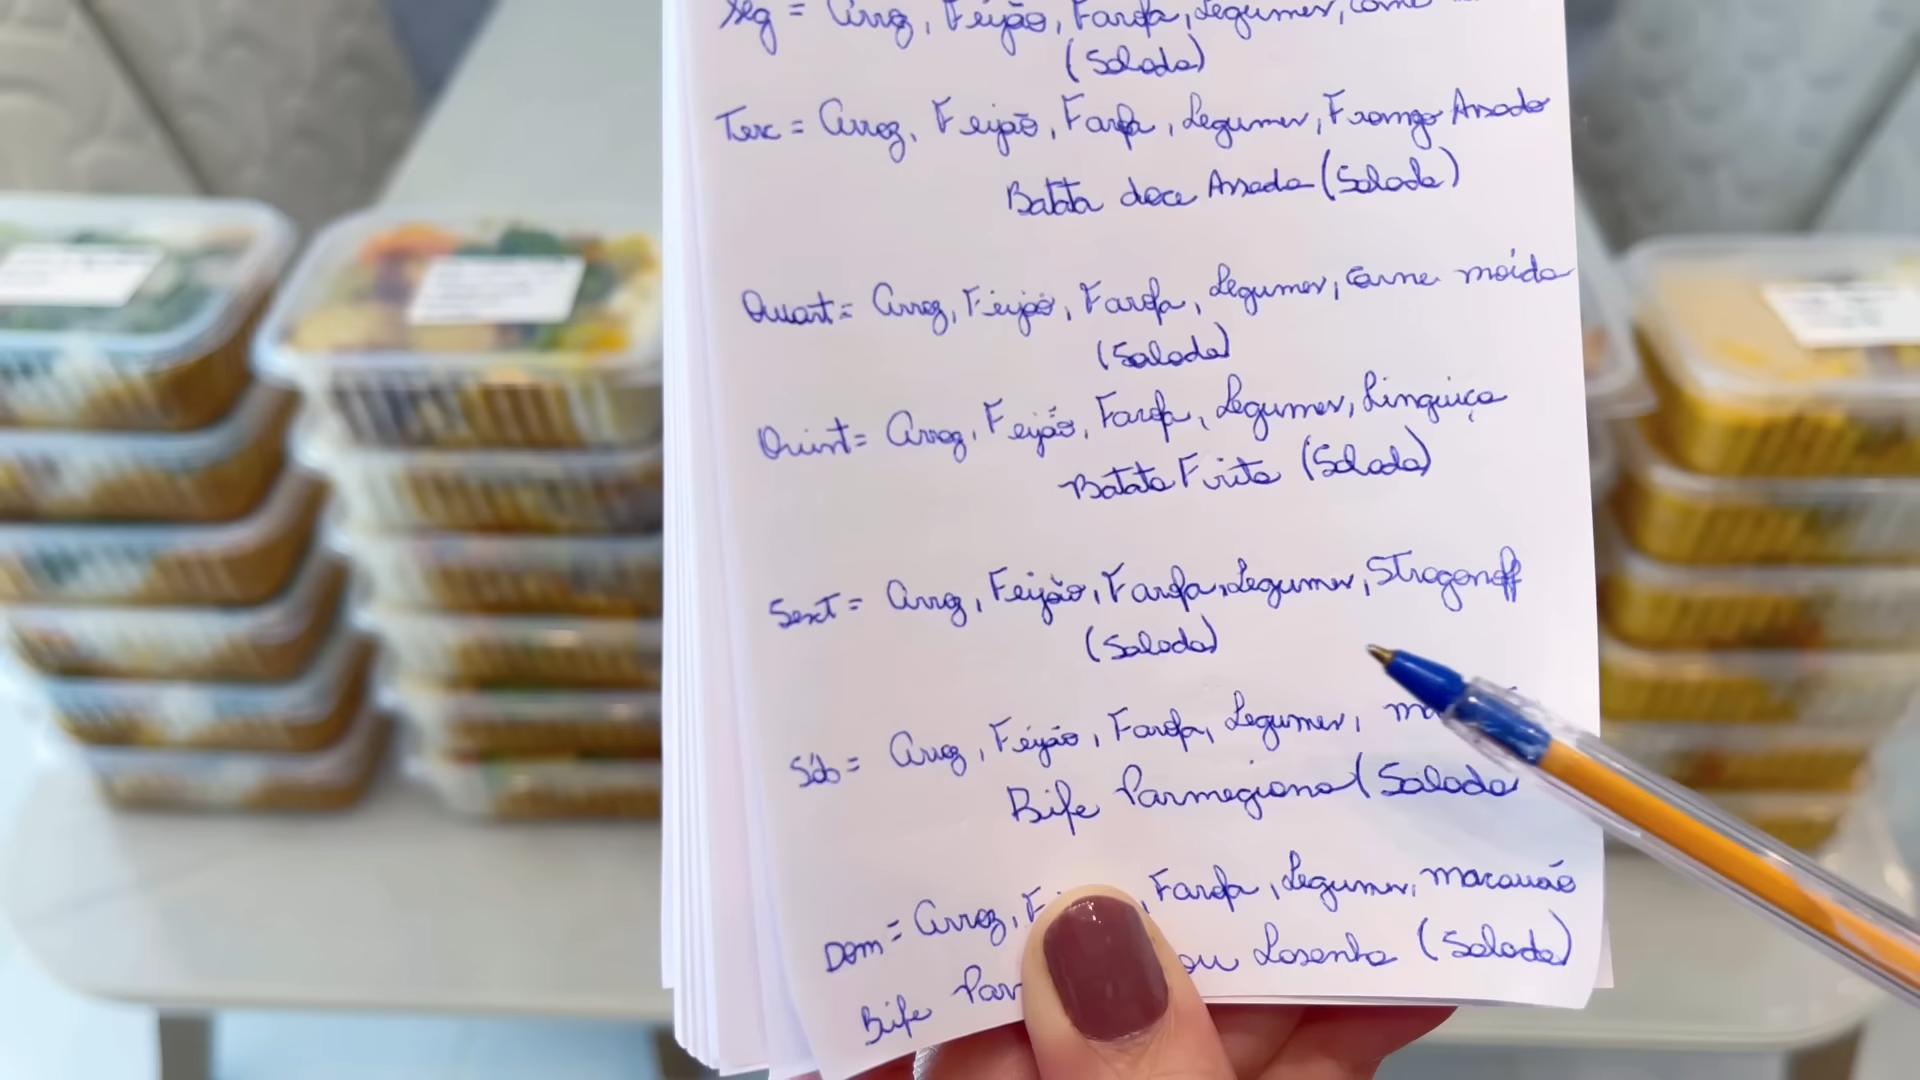 Seg = Arroz, Feijão, Farofa, Legumes, carne
(Salada)
Terc = Arroz, Feijão, Farofa, Legumes, Frango Assado
Batata doce Assada (Salada)
Quart = Arroz, Feijão, Farofa, Legumes, carne moída
(Salada)
Quint = Arroz, Feijão, Farofa, Legumes, Linguiça
Batata Frita (Salada)
Sext = Arroz, Feijão, Farofa, Legumes, Strogonoff
(Salada)
Sáb = Arroz, Feijão, Farofa, Legumes,
Bife Parmegiana (Salada
Dom = Arroz, Farofa, Legumes, macarrão
Bife ou Lasanha (Salada)